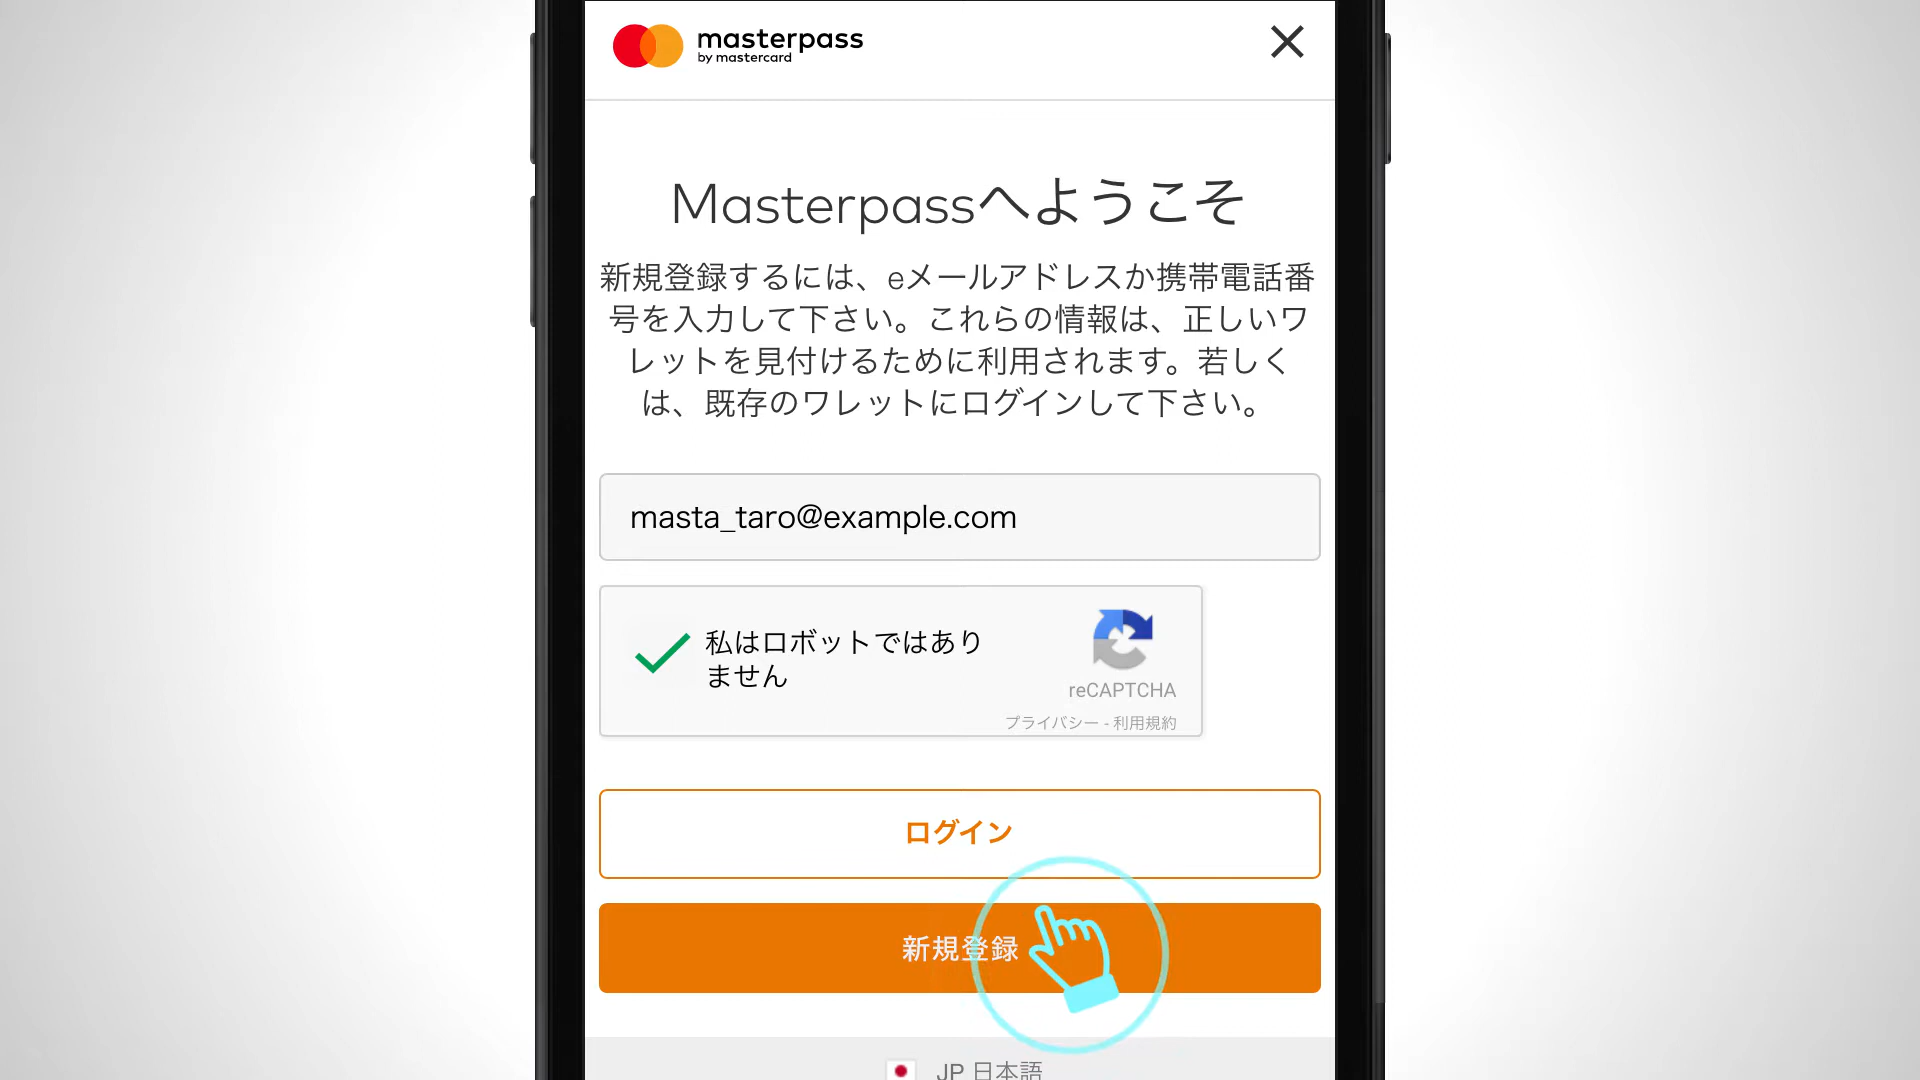 masterpass
by mastercard
Masterpassへようこそ
新規登録するには、eメールアドレスか携帯電話番
号を入力して下さい。これらの情報は、正しいワ
レットを見付けるために利用されます。若しく
は、既存のワレットにログインして下さい。
masta_taro@example.com
私はロボットではあり
ません
reCAPTCHA
プライバシー - 利用規約
ログイン
新規登録
JP 日本語